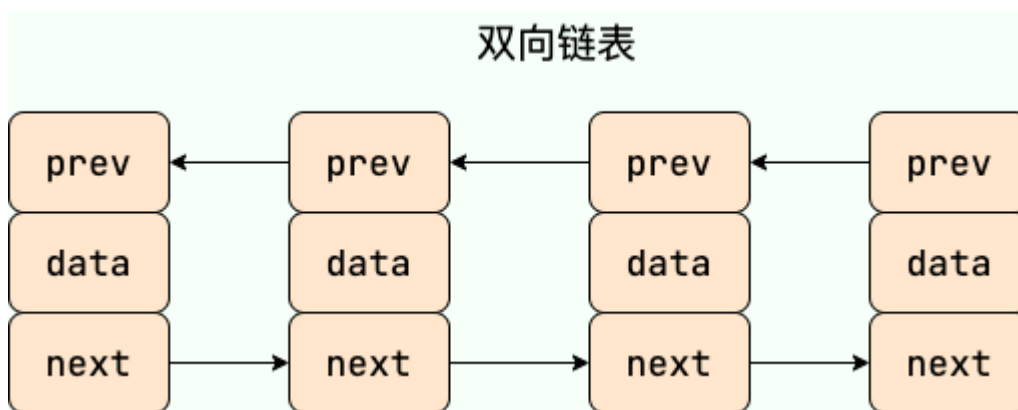 双向链表
prev prev prev prev
data data data data
next next next next